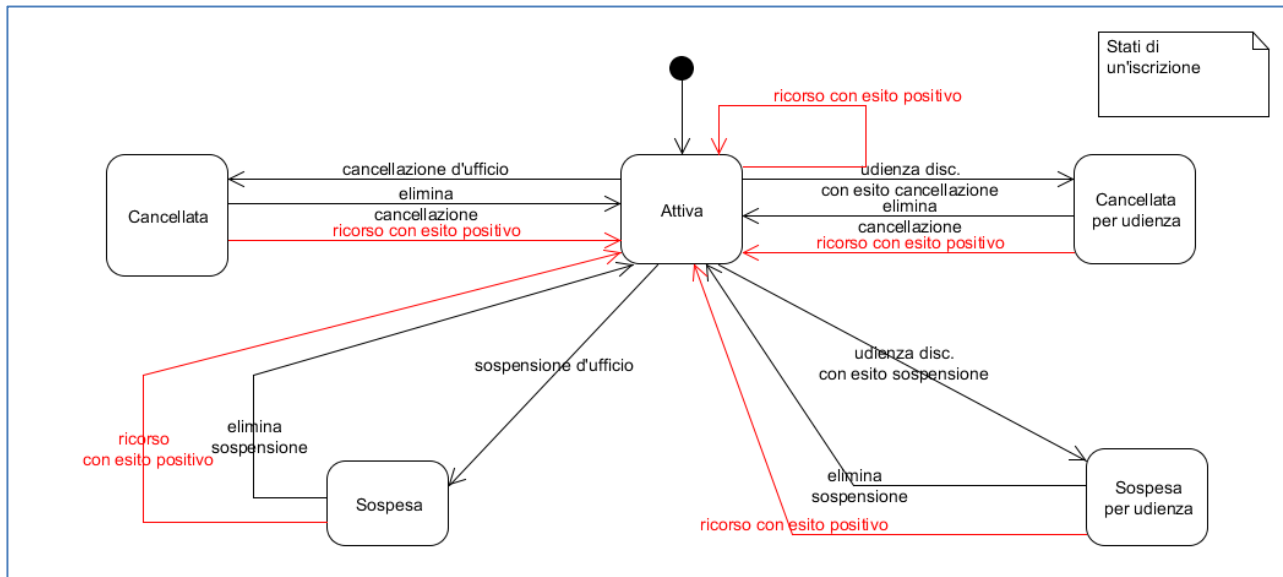 Stati di
un'iscrizione
ricorso con esito positivo
cancellazione d'ufficio
elimina
cancellazione
ricorso con esito positivo
Cancellata
Attiva
udienza disc.
con esito cancellazione
elimina
cancellazione
ricorso con esito positivo
Cancellata
per udienza
sospensione d'ufficio
udienza disc.
con esito sospensione
ricorso
con esito positivo
elimina
sospensione
Sospesa
elimina
sospensione
ricorso con esito positivo
Sospesa
per udienza